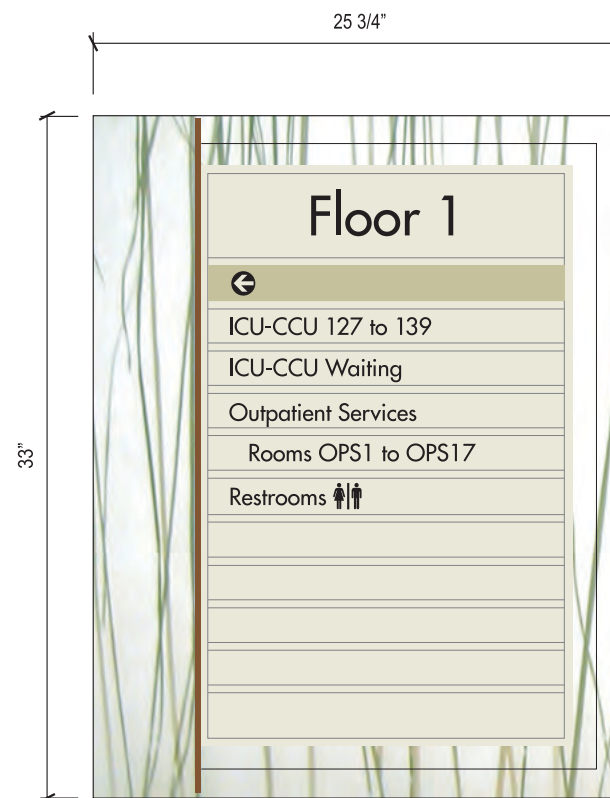 25 3/4”
33”
Floor 1
ICU-CCU 127 to 139
ICU-CCU Waiting
Outpatient Services
Rooms OPS1 to OPS17
Restrooms